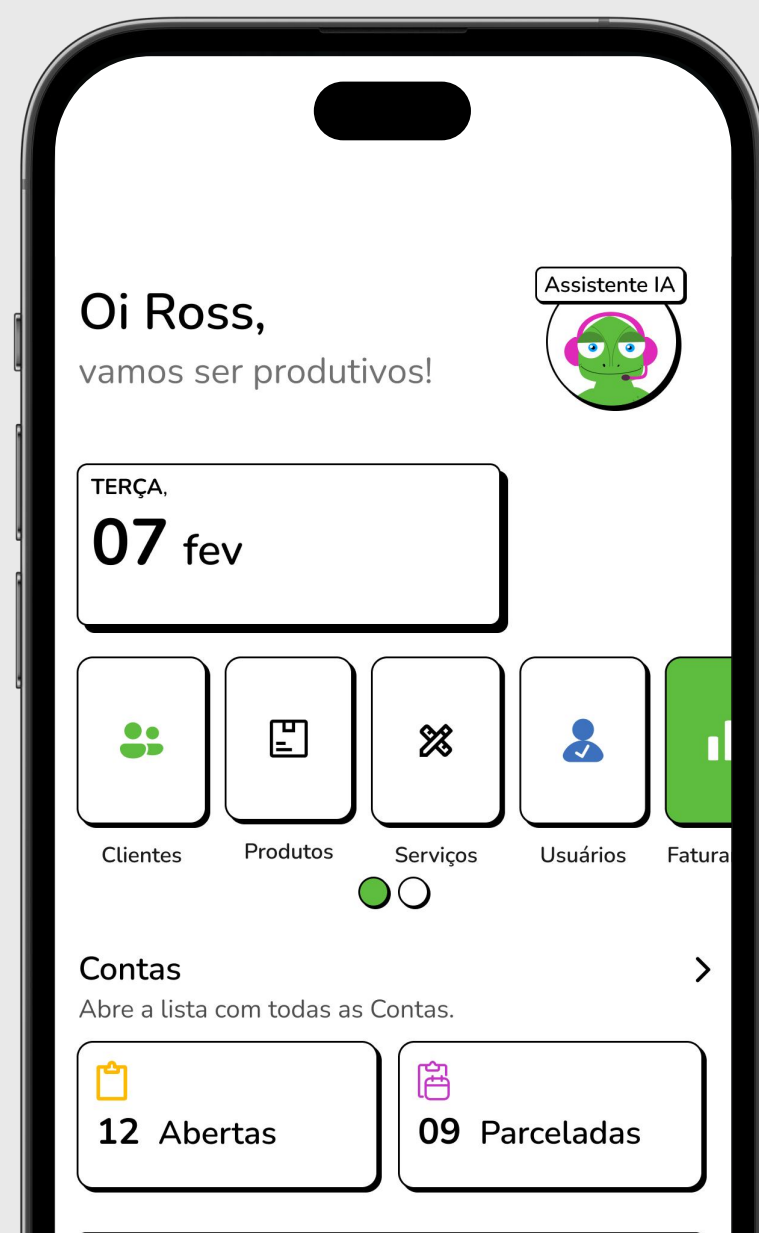 Assistente IA
Oi Ross,
vamos ser produtivos!
TERÇA,
07 fev
Clientes
Produtos
Serviços
Usuários
Contas
Abre a lista com todas as Contas.
12 Abertas
09 Parceladas